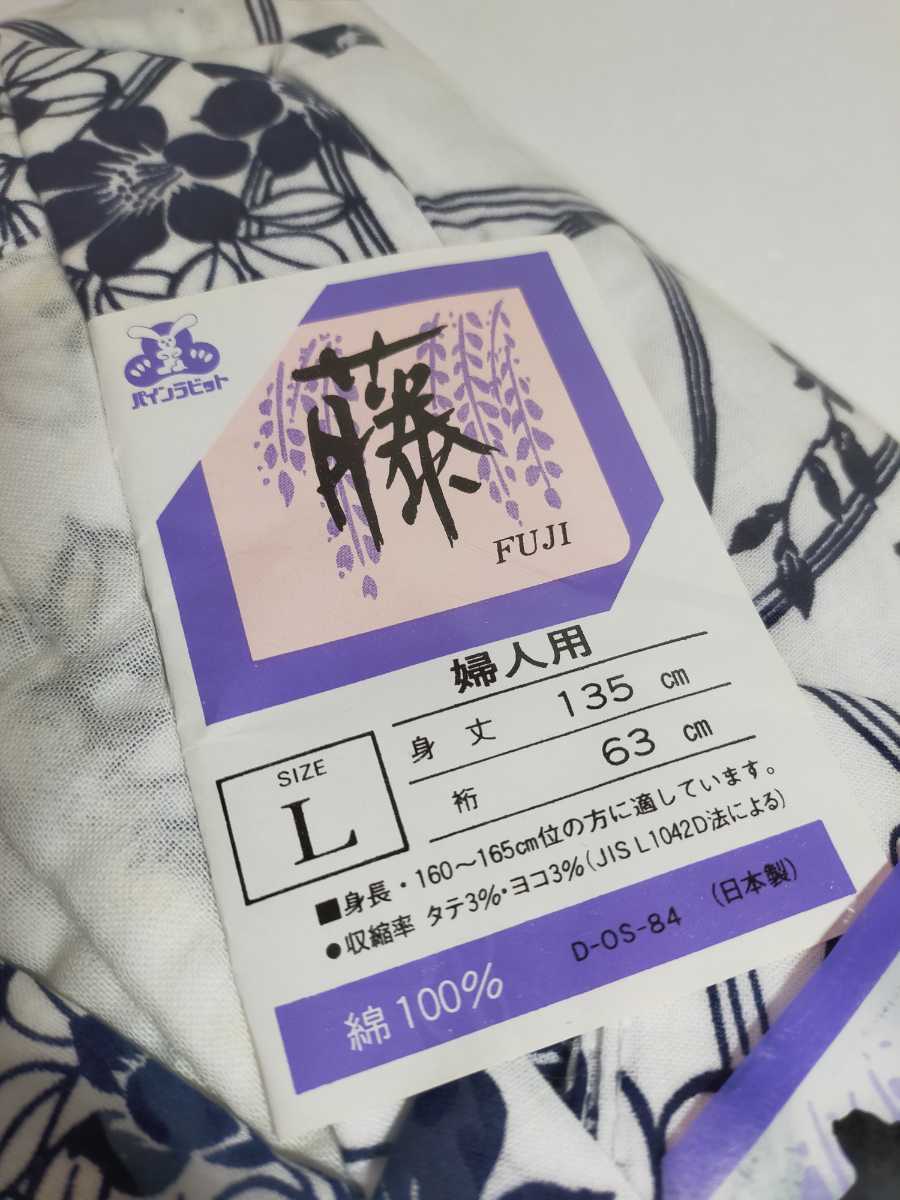 パインラビット
藤
FUJI
婦人用
SIZE
L
身丈 135 cm
裄 63 cm
■身長・160〜165cm位の方に適しています。
●収縮率 タテ3%・ヨコ3%(JIS L1042D法による)
綿100% D-OS-84 (日本製)